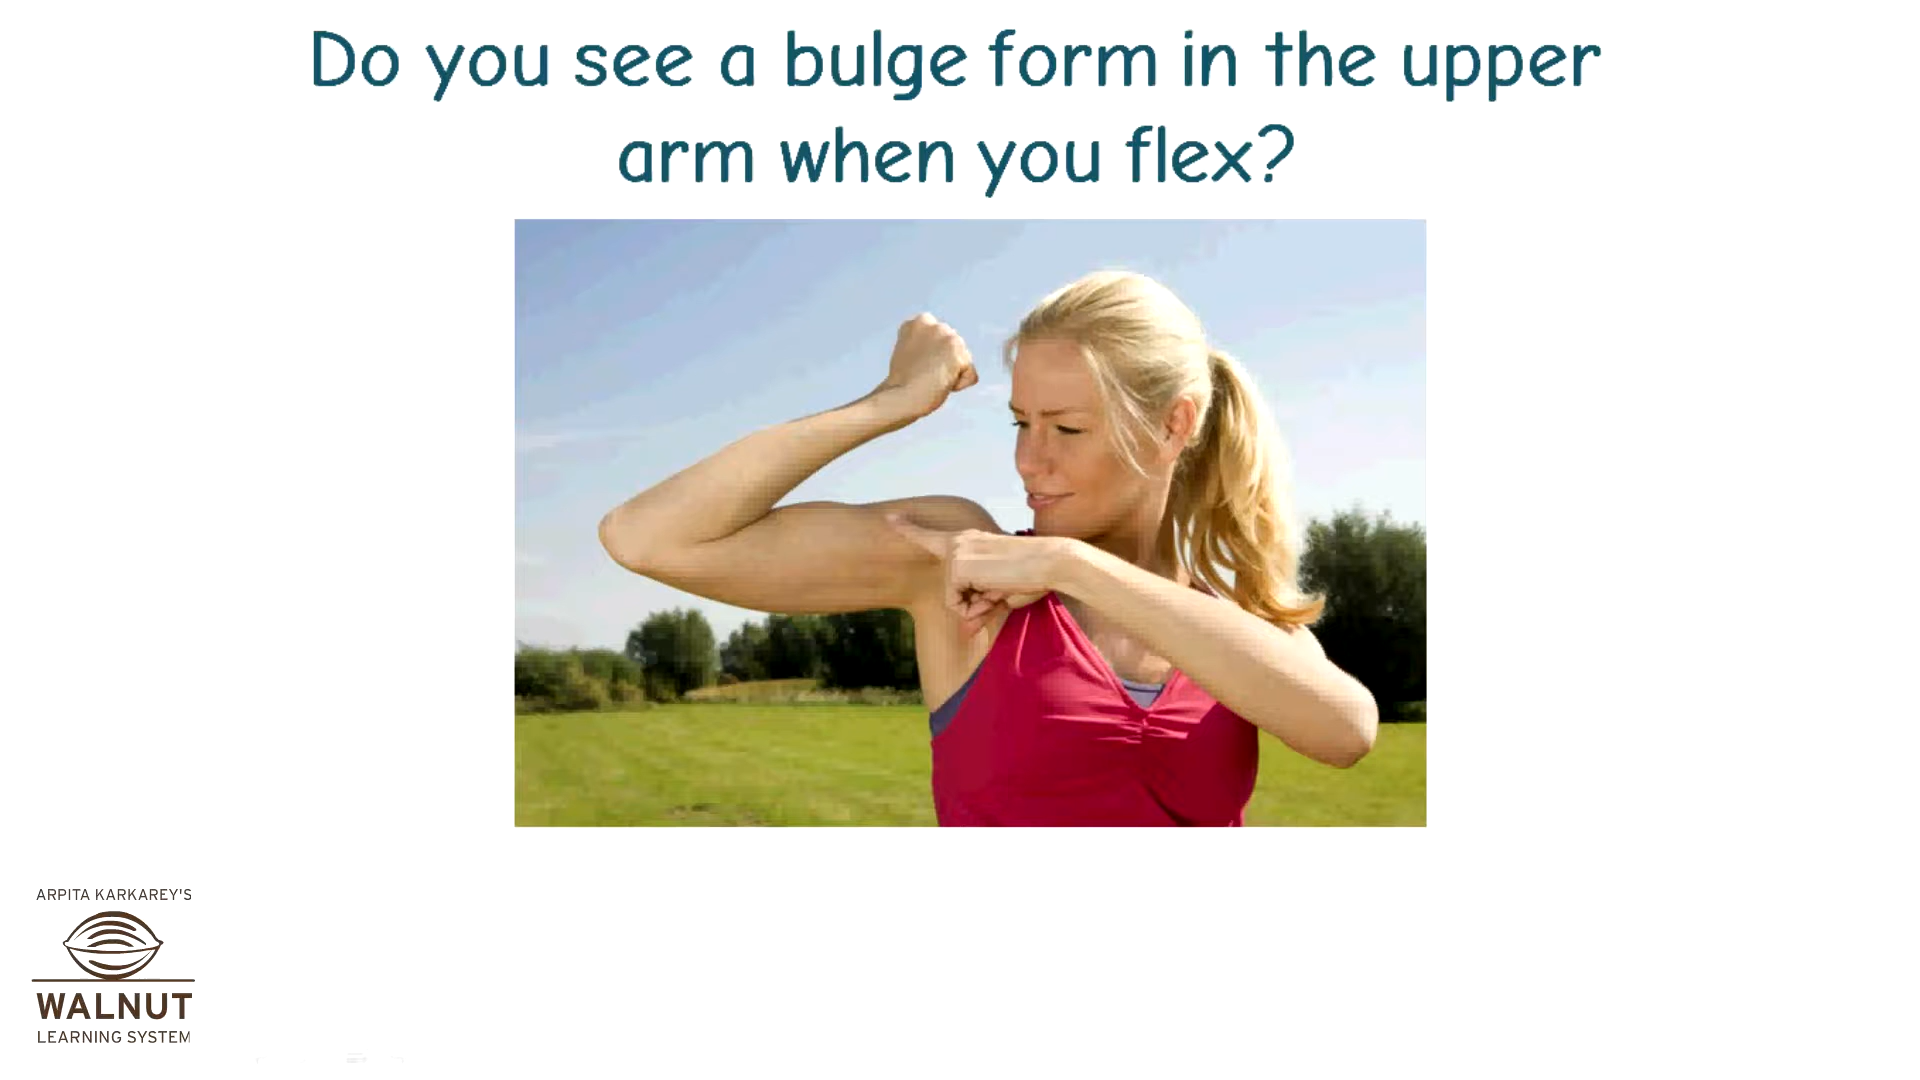 Do you see a bulge form in the upper
arm when you flex?
ARPITA KARKAREY'S
WALNUT
LEARNING SYSTEM